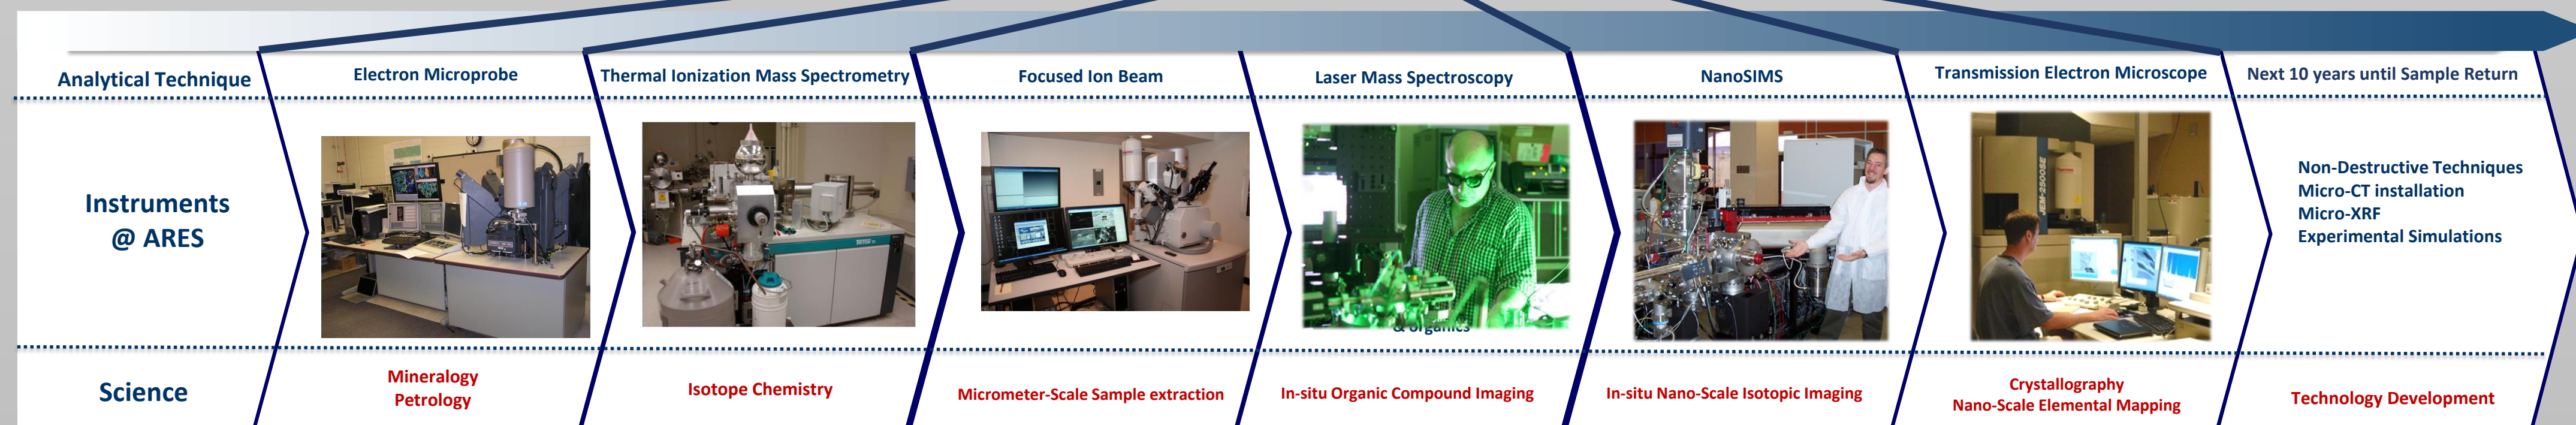 Analytical Technique
Electron Microprobe
Thermal Ionization Mass Spectrometry
Focused Ion Beam
Laser Mass Spectroscopy
NanoSIMS
Transmission Electron Microscope
Next 10 years until Sample Return
Instruments
@ ARES
& organics
JEM-2500SE
Non-Destructive Techniques
Micro-CT installation
Micro-XRF
Experimental Simulations
Science
Mineralogy
Petrology
Isotope Chemistry
Micrometer-Scale Sample extraction
In-situ Organic Compound Imaging
In-situ Nano-Scale Isotopic Imaging
Crystallography
Nano-Scale Elemental Mapping
Technology Development